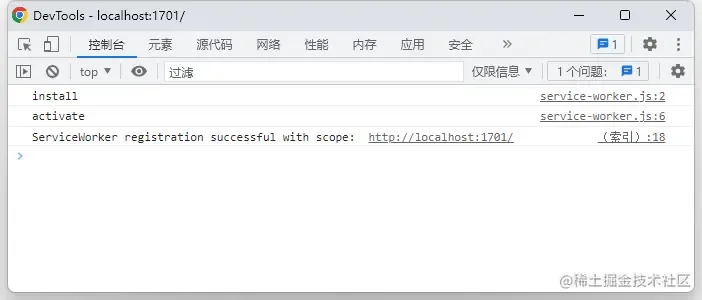 DevTools - localhost:1701/
控制台 元素 源代码 网络 性能 内存 应用 安全 » 1
top ▼ 过滤 仅限信息 ▼ 1 个问题: 1
install service-worker.js:2
activate service-worker.js:6
ServiceWorker registration successful with scope: http://localhost:1701/ (索引):18
>
@稀土掘金技术社区